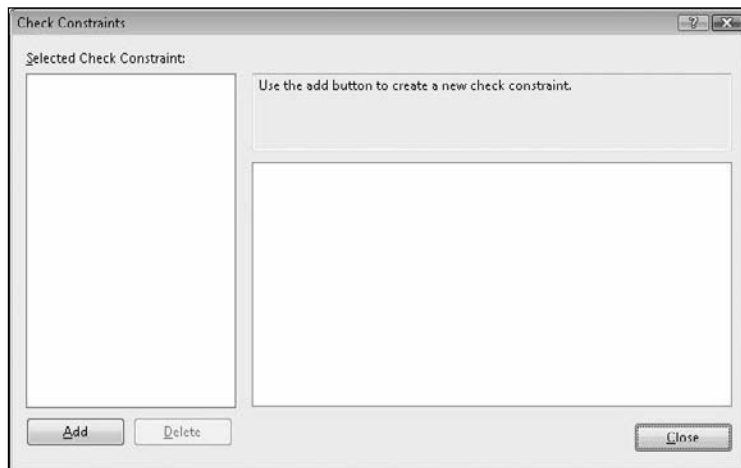 Check Constraints
Selected Check Constraint:
Use the add button to create a new check constraint.
Add
Delete
Close